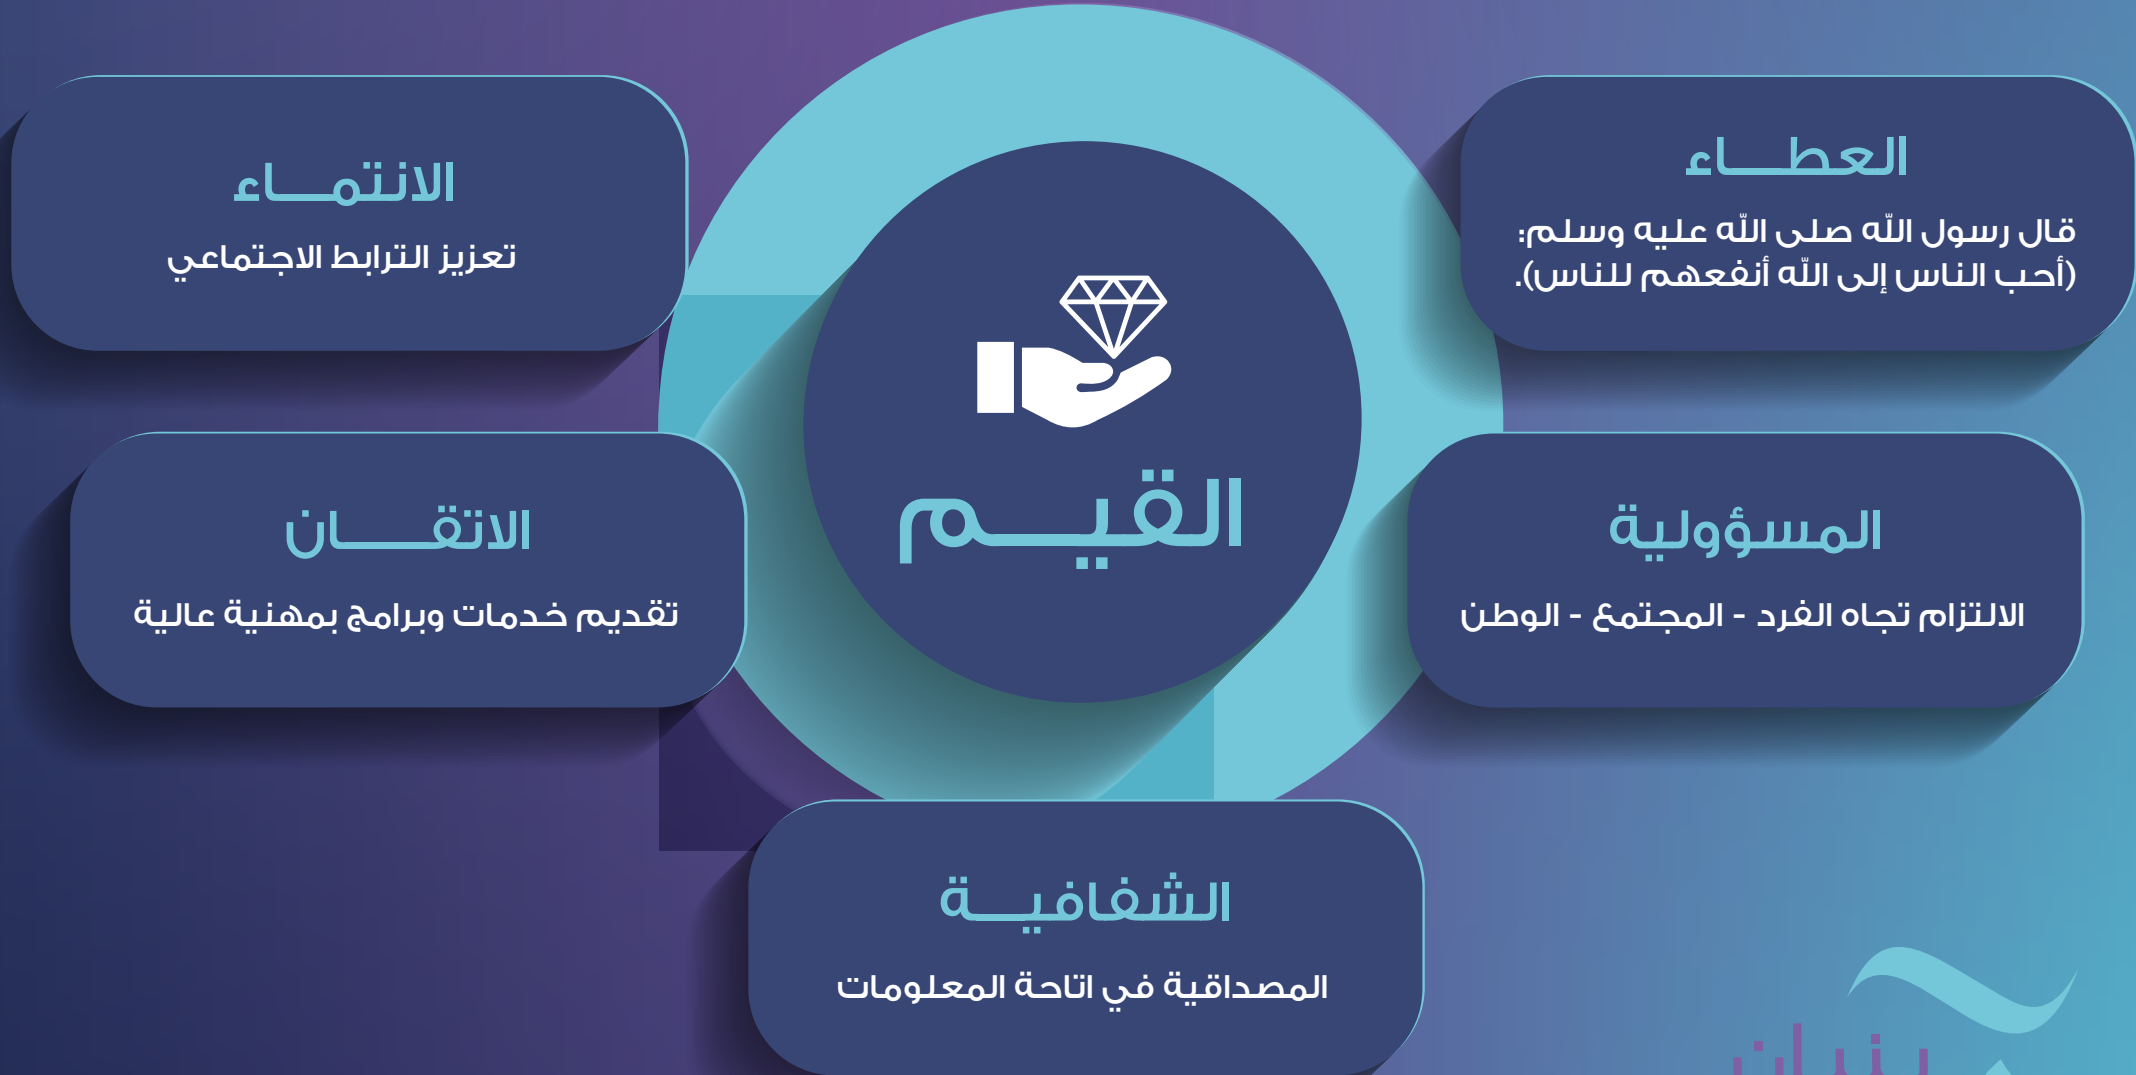 القيم
العطاء
قال رسول الله صلى الله عليه وسلم:
(أحب الناس إلى الله أنفعهم للناس).
الانتماء
تعزيز الترابط الاجتماعي
المسؤولية
الالتزام تجاه الفرد - المجتمع - الوطن
الاتقان
تقديم خدمات وبرامج بمهنية عالية
الشفافية
المصداقية في اتاحة المعلومات
بنيان